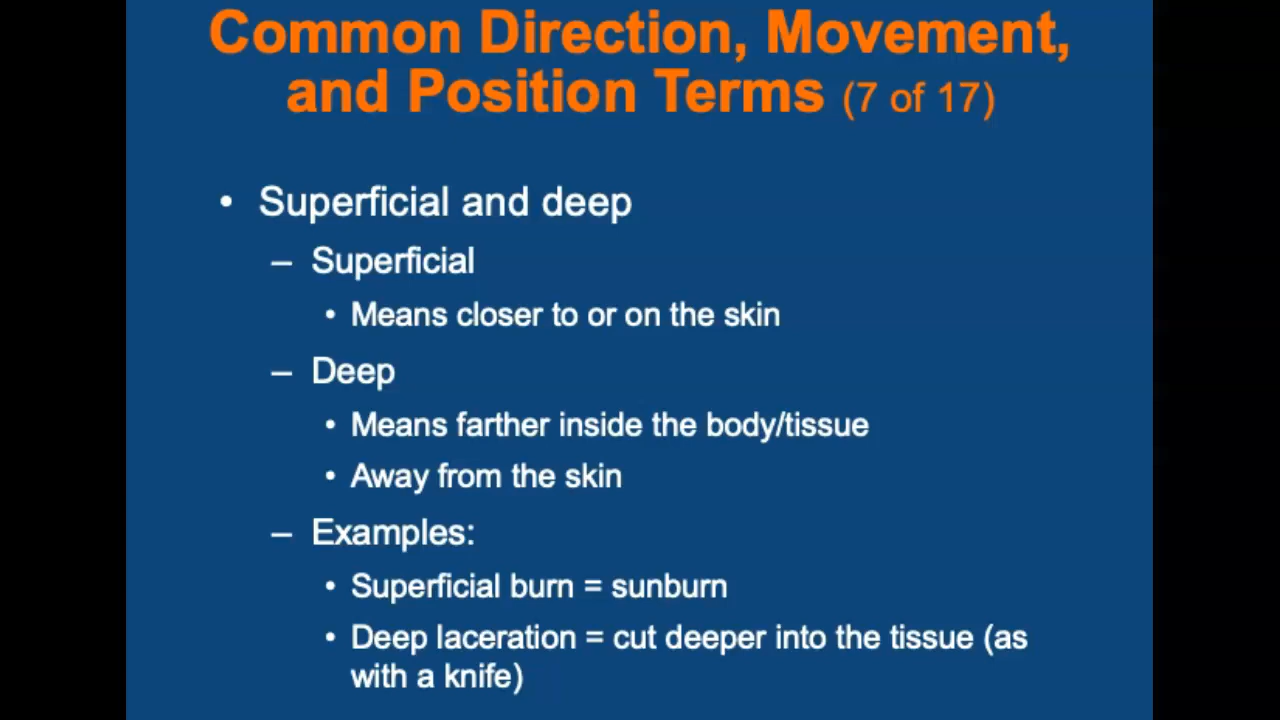 Common Direction, Movement,
and Position Terms (7 of 17)
• Superficial and deep
– Superficial
• Means closer to or on the skin
– Deep
• Means farther inside the body/tissue
• Away from the skin
– Examples:
• Superficial burn = sunburn
• Deep laceration = cut deeper into the tissue (as
with a knife)